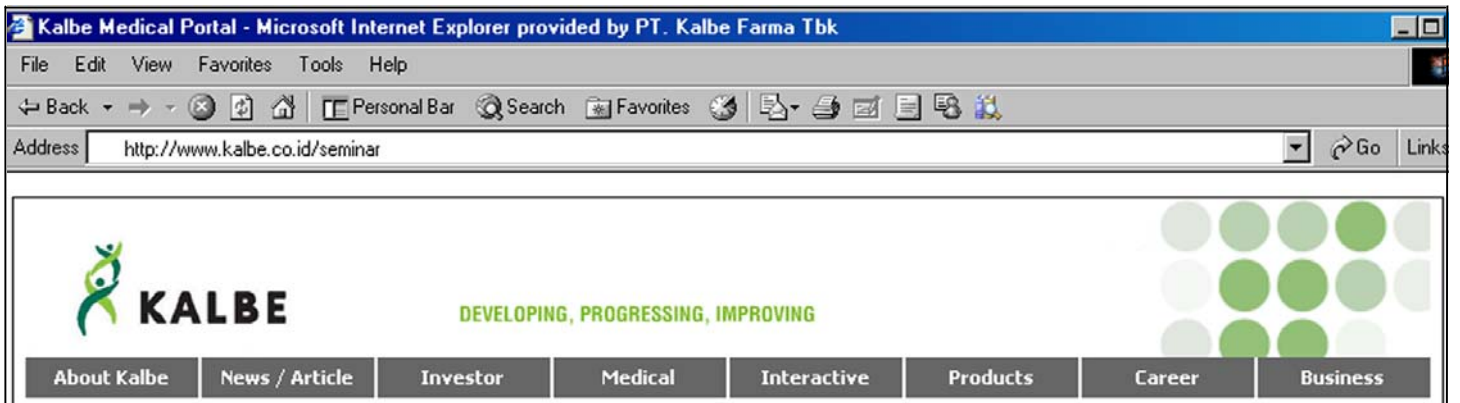 Kalbe Medical Portal - Microsoft Internet Explorer provided by PT. Kalbe Farma Tbk
File Edit View Favorites Tools Help
Back Personal Bar Search Favorites
Address http://www.kalbe.co.id/seminar Go Links
KALBE
DEVELOPING, PROGRESSING, IMPROVING
About Kalbe News / Article Investor Medical Interactive Products Career Business